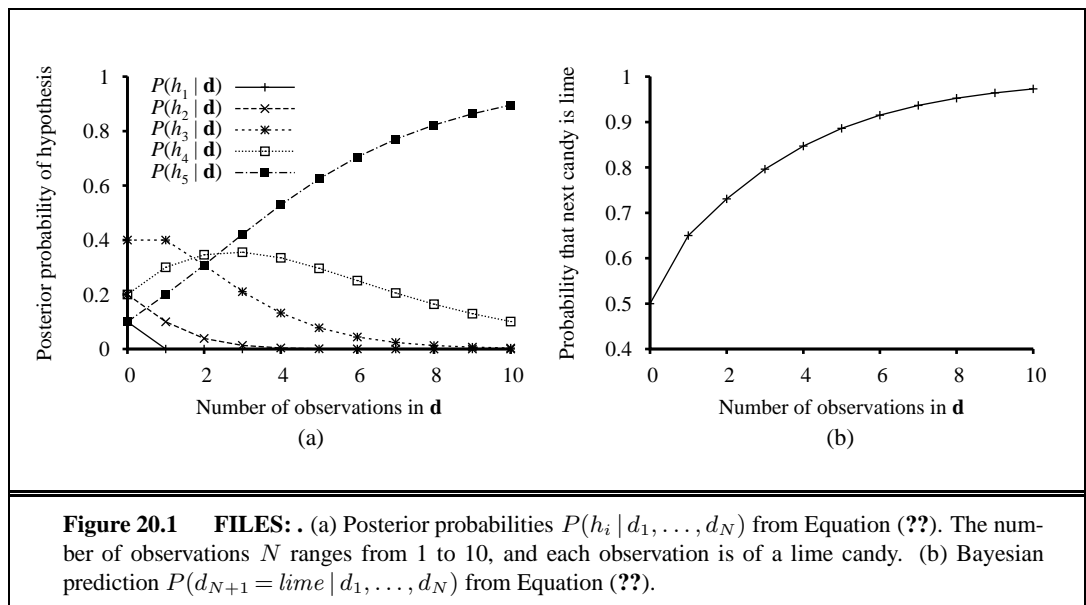 Posterior probability of hypothesis
1
0.8
0.6
0.4
0.2
0
P(h1 | d)
P(h2 | d)
P(h3 | d)
P(h4 | d)
P(h5 | d)
0 2 4 6 8 10
Number of observations in d
(a)
Probability that next candy is lime
1
0.9
0.8
0.7
0.6
0.5
0.4
0 2 4 6 8 10
Number of observations in d
(b)
Figure 20.1 FILES: . (a) Posterior probabilities P(hi | d1, . . . , dN) from Equation (??). The num-
ber of observations N ranges from 1 to 10, and each observation is of a lime candy. (b) Bayesian
prediction P(dN+1 = lime | d1, . . . , dN) from Equation (??).